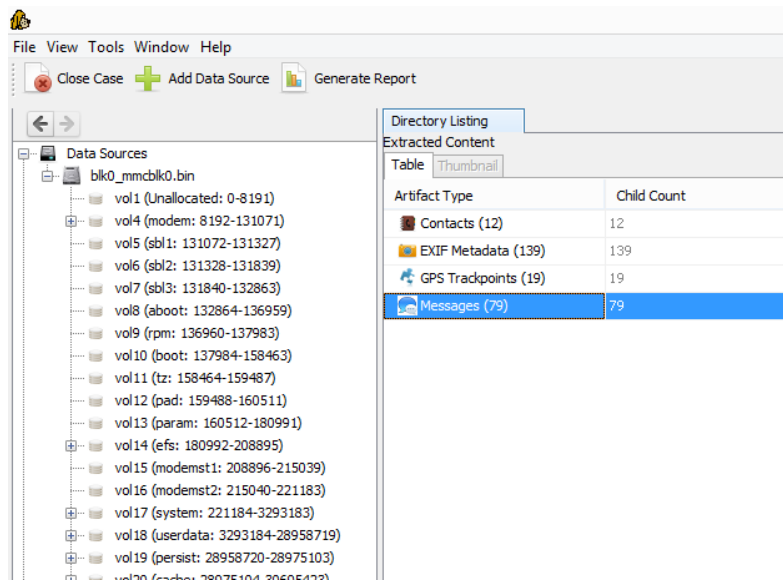 File View Tools Window Help
Close Case Add Data Source Generate Report
Data Sources
blk0_mmcblk0.bin
vol1 (Unallocated: 0-8191)
vol4 (modem: 8192-131071)
vol5 (sbl1: 131072-131327)
vol6 (sbl2: 131328-131839)
vol7 (sbl3: 131840-132863)
vol8 (aboot: 132864-136959)
vol9 (rpm: 136960-137983)
vol10 (boot: 137984-158463)
vol11 (tz: 158464-159487)
vol12 (pad: 159488-160511)
vol13 (param: 160512-180991)
vol14 (efs: 180992-208895)
vol15 (modemst1: 208896-215039)
vol16 (modemst2: 215040-221183)
vol17 (system: 221184-3293183)
vol18 (userdata: 3293184-28958719)
vol19 (persist: 28958720-28975103)
Directory Listing
Extracted Content
Table Thumbnail
Artifact Type Child Count
Contacts (12) 12
EXIF Metadata (139) 139
GPS Trackpoints (19) 19
Messages (79) 79